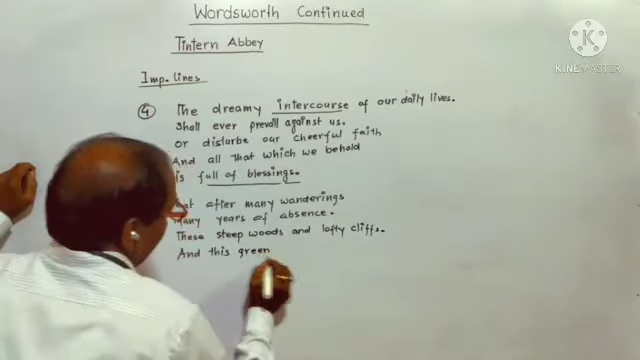 Wordsworth Continued
Tintern Abbey
Imp. lines
4 The dreamy intercourse of our daily lives.
Shall ever prevail against us.
or disturbe our cheerful faith
And all that which we behold
is full of blessings.
after many wanderings
many years of absence.
These steep woods and lofty cliffs.
And this green
KINEMASTER